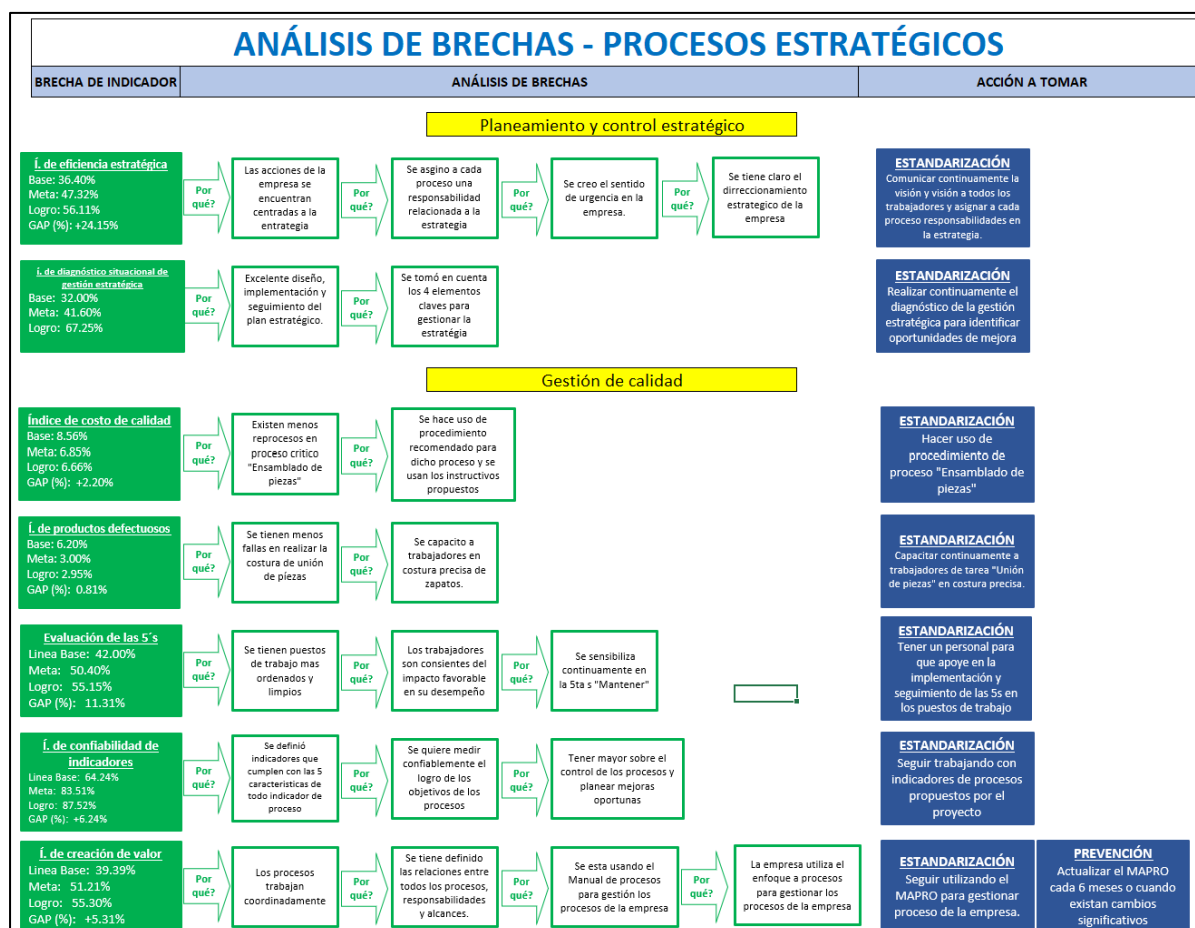 ANÁLISIS DE BRECHAS - PROCESOS ESTRATÉGICOS
BRECHA DE INDICADOR
ANÁLISIS DE BRECHAS
ACCIÓN A TOMAR
Planeamiento y control estratégico
Í. de eficiencia estratégica
Base: 36.40%
Meta: 47.32%
Logro: 56.11%
GAP (%): +24.15%
Por
qué?
Las acciones de la
empresa se
encuentran
centradas a la
entrategia
Por
qué?
Se asgino a cada
proceso una
responsabilidad
relacionada a la
estrategia
Por
qué?
Se creo el sentido
de urgencia en la
empresa.
Por
qué?
Se tiene claro el
dirreccionamiento
estrategico de la
empresa
ESTANDARIZACIÓN
Comunicar continuamente la
visión y visión a todos los
trabajadores y asignar a cada
proceso responsabilidades en
la estrategia.
í. de diagnóstico situacional de
gestión estratégica
Base: 32.00%
Meta: 41.60%
Logro: 67.25%
Por
qué?
Excelente diseño,
implementación y
seguimiento del
plan estratégico.
Por
qué?
Se tomó en cuenta
los 4 elementos
claves para
gestionar la
estratégia
ESTANDARIZACIÓN
Realizar continuamente el
diagnóstico de la gestión
estratégica para identificar
oportunidades de mejora
Gestión de calidad
Índice de costo de calidad
Base: 8.56%
Meta: 6.85%
Logro: 6.66%
GAP (%): +2.20%
Por
qué?
Existen menos
reprocesos en
proceso critico
"Ensamblado de
piezas"
Por
qué?
Se hace uso de
procedimiento
recomendado para
dicho proceso y se
usan los instructivos
propuestos
ESTANDARIZACIÓN
Hacer uso de
procedimiento de
proceso "Ensamblado de
piezas"
Í. de productos defectuosos
Base: 6.20%
Meta: 3.00%
Logro: 2.95%
GAP (%): 0.81%
Por
qué?
Se tienen menos
fallas en realizar la
costura de unión
de píezas
Por
qué?
Se capacito a
trabajadores en
costura precisa de
zapatos.
ESTANDARIZACIÓN
Capacitar continuamente a
trabajadores de tarea "Unión
de piezas" en costura precisa.
Evaluación de las 5´s
Linea Base: 42.00%
Meta: 50.40%
Logro: 55.15%
GAP (%): 11.31%
Por
qué?
Se tienen puestos
de trabajo mas
ordenados y
limpios
Por
qué?
Los trabajadores
son consientes del
impacto favorable
en su desempeño
Por
qué?
Se sensibiliza
continuamente en
la 5ta s "Mantener"
ESTANDARIZACIÓN
Tener un personal para
que apoye en la
implementación y
seguimiento de las 5s en
los puestos de trabajo
Í. de confiabilidad de
indicadores
Linea Base: 64.24%
Meta: 83.51%
Logro: 87.52%
GAP (%): +6.24%
Por
qué?
Se definió
indicadores que
cumplen con las 5
caracteristicas de
todo indicador de
proceso
Por
qué?
Se quiere medir
confiablemente el
logro de los
objetivos de los
procesos
Por
qué?
Tener mayor sobre el
control de los procesos y
planear mejoras
oportunas
ESTANDARIZACIÓN
Seguir trabajando con
indicadores de procesos
propuestos por el
proyecto
Í. de creación de valor
Linea Base: 39.39%
Meta: 51.21%
Logro: 55.30%
GAP (%): +5.31%
Por
qué?
Los procesos
trabajan
coordinadamente
Por
qué?
Se tiene definido
las relaciones entre
todos los procesos,
responsabilidades
y alcances.
Por
qué?
Se esta usando el
Manual de procesos
para gestión los
procesos de la empresa
Por
qué?
La empresa utiliza el
enfoque a procesos
para gestionar los
procesos de la empresa
ESTANDARIZACIÓN
Seguir utilizando el
MAPRO para gestionar
proceso de la empresa.
PREVENCIÓN
Actualizar el MAPRO
cada 6 meses o cuando
existan cambios
significativos